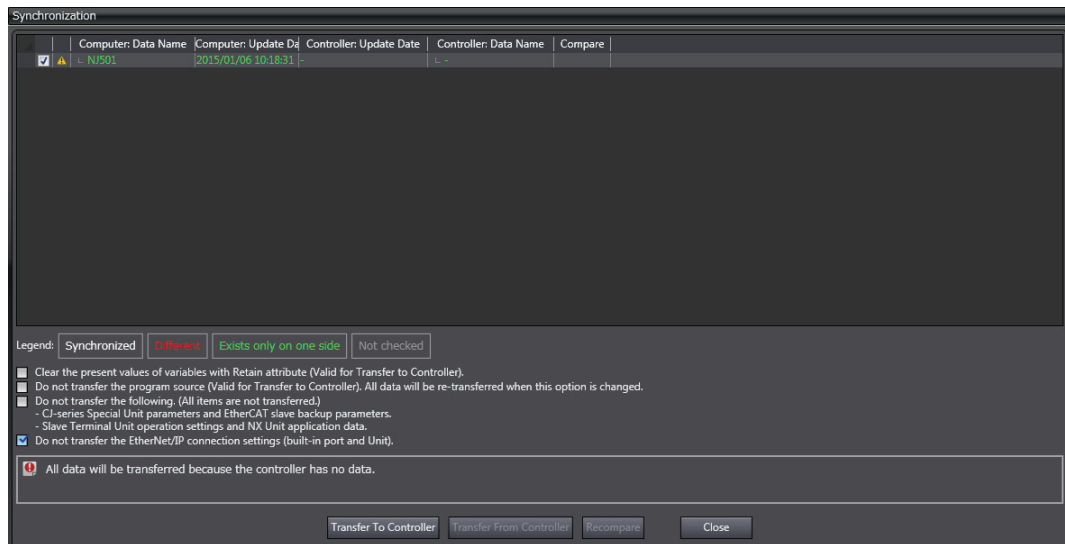 Synchronization
Computer: Data Name Computer: Update Da Controller: Update Date Controller: Data Name Compare
NJ501 2015/01/06 10:18:31 - -
Legend: Synchronized Different Exists only on one side Not checked
Clear the present values of variables with Retain attribute (Valid for Transfer to Controller).
Do not transfer the program source (Valid for Transfer to Controller). All data will be re-transferred when this option is changed.
Do not transfer the following. (All items are not transferred.)
- CJ-series Special Unit parameters and EtherCAT slave backup parameters.
- Slave Terminal Unit operation settings and NX Unit application data.
Do not transfer the EtherNet/IP connection settings (built-in port and Unit).
All data will be transferred because the controller has no data.
Transfer To Controller Transfer From Controller Recompare Close